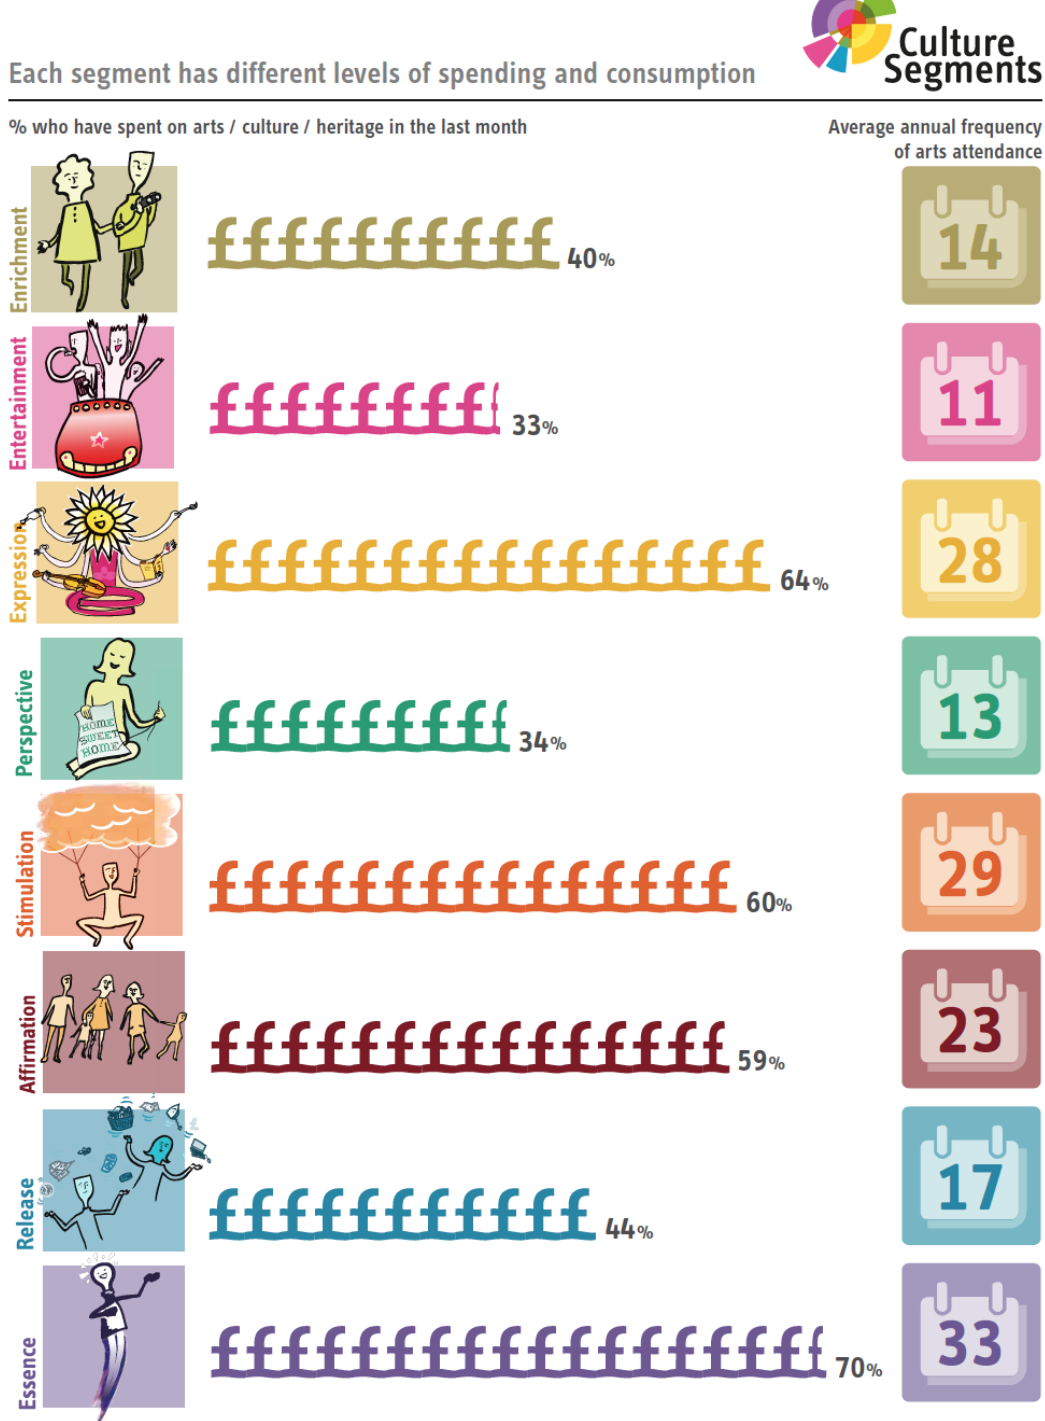 Culture
Segments
Each segment has different levels of spending and consumption
% who have spent on arts / culture / heritage in the last month
Average annual frequency
of arts attendance
Enrichment
££££££££££
40%
14
Entertainment
££££££££
33%
11
Expression
££££££££££££££££
64%
28
Perspective
HOME
SWEET
HOME
££££££££
34%
13
Stimulation
£££££££££££££££
60%
29
Affirmation
£££££££££££££££
59%
23
Release
£££££££££££
44%
17
Essence
££££££££££££££££££
70%
33